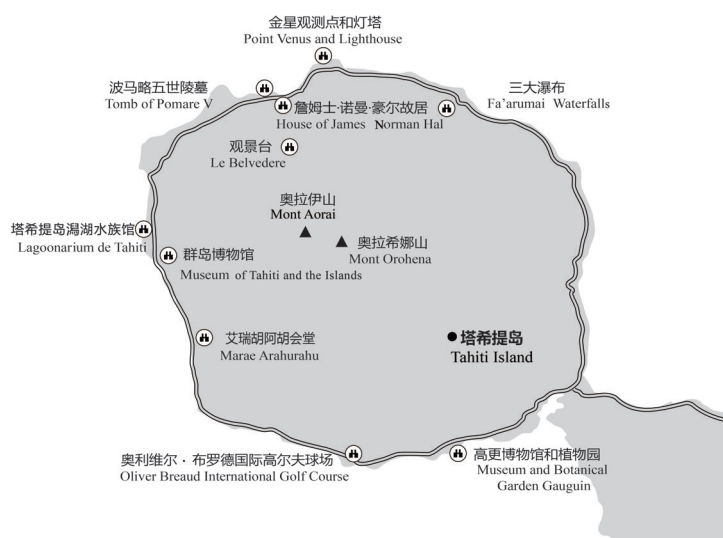 金星观测点和灯塔
Point Venus and Lighthouse
波马略五世陵墓
Tomb of Pomare V
三大瀑布
Fa'arumai Waterfalls
詹姆士·诺曼·豪尔故居
House of James Norman Hal
观景台
Le Belvedere
奥拉伊山
Mont Aorai
塔希提岛潟湖水族馆
Lagoonarium de Tahiti
奥拉希娜山
Mont Orohena
群岛博物馆
Museum of Tahiti and the Islands
艾瑞胡阿胡会堂
Marae Arahurahu
塔希提岛
Tahiti Island
奥利维尔·布罗德国际高尔夫球场
Oliver Breaud International Golf Course
高更博物馆和植物园
Museum and Botanical
Garden Gauguin